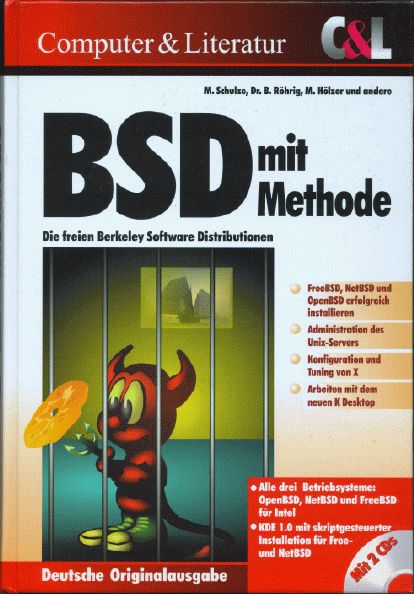 Computer & Literatur
C&L
M. Schulze, Dr. B. Röhrig, M. Hölzer und andere
BSD mit
Methode
Die freien Berkeley Software Distributionen
FreeBSD, NetBSD und
OpenBSD erfolgreich
installieren
Administration des
Unix-Servers
Konfiguration und
Tuning von X
Arbeiten mit dem
neuen K Desktop
Alle drei Betriebsysteme:
OpenBSD, NetBSD und FreeBSD
für Intel
KDE 1.0 mit skriptgesteuerter
Installation für Free-
und NetBSD
Mit 2 CDs
Deutsche Originalausgabe